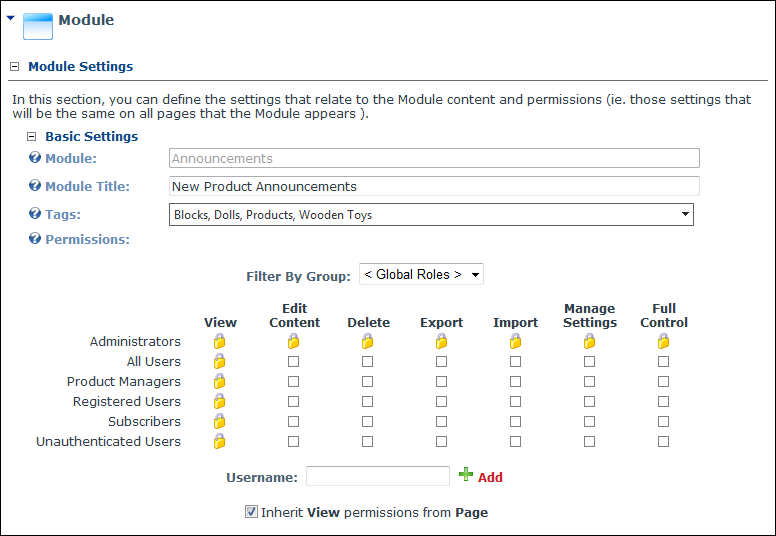 Module
Module Settings
In this section, you can define the settings that relate to the Module content and permissions (ie. those settings that
will be the same on all pages that the Module appears ).
Basic Settings
Module: Announcements
Module Title: New Product Announcements
Tags: Blocks, Dolls, Products, Wooden Toys
Permissions:
Filter By Group: < Global Roles >
View Edit Content Delete Export Import Manage Settings Full Control
Administrators
All Users
Product Managers
Registered Users
Subscribers
Unauthenticated Users
Username: Add
Inherit View permissions from Page